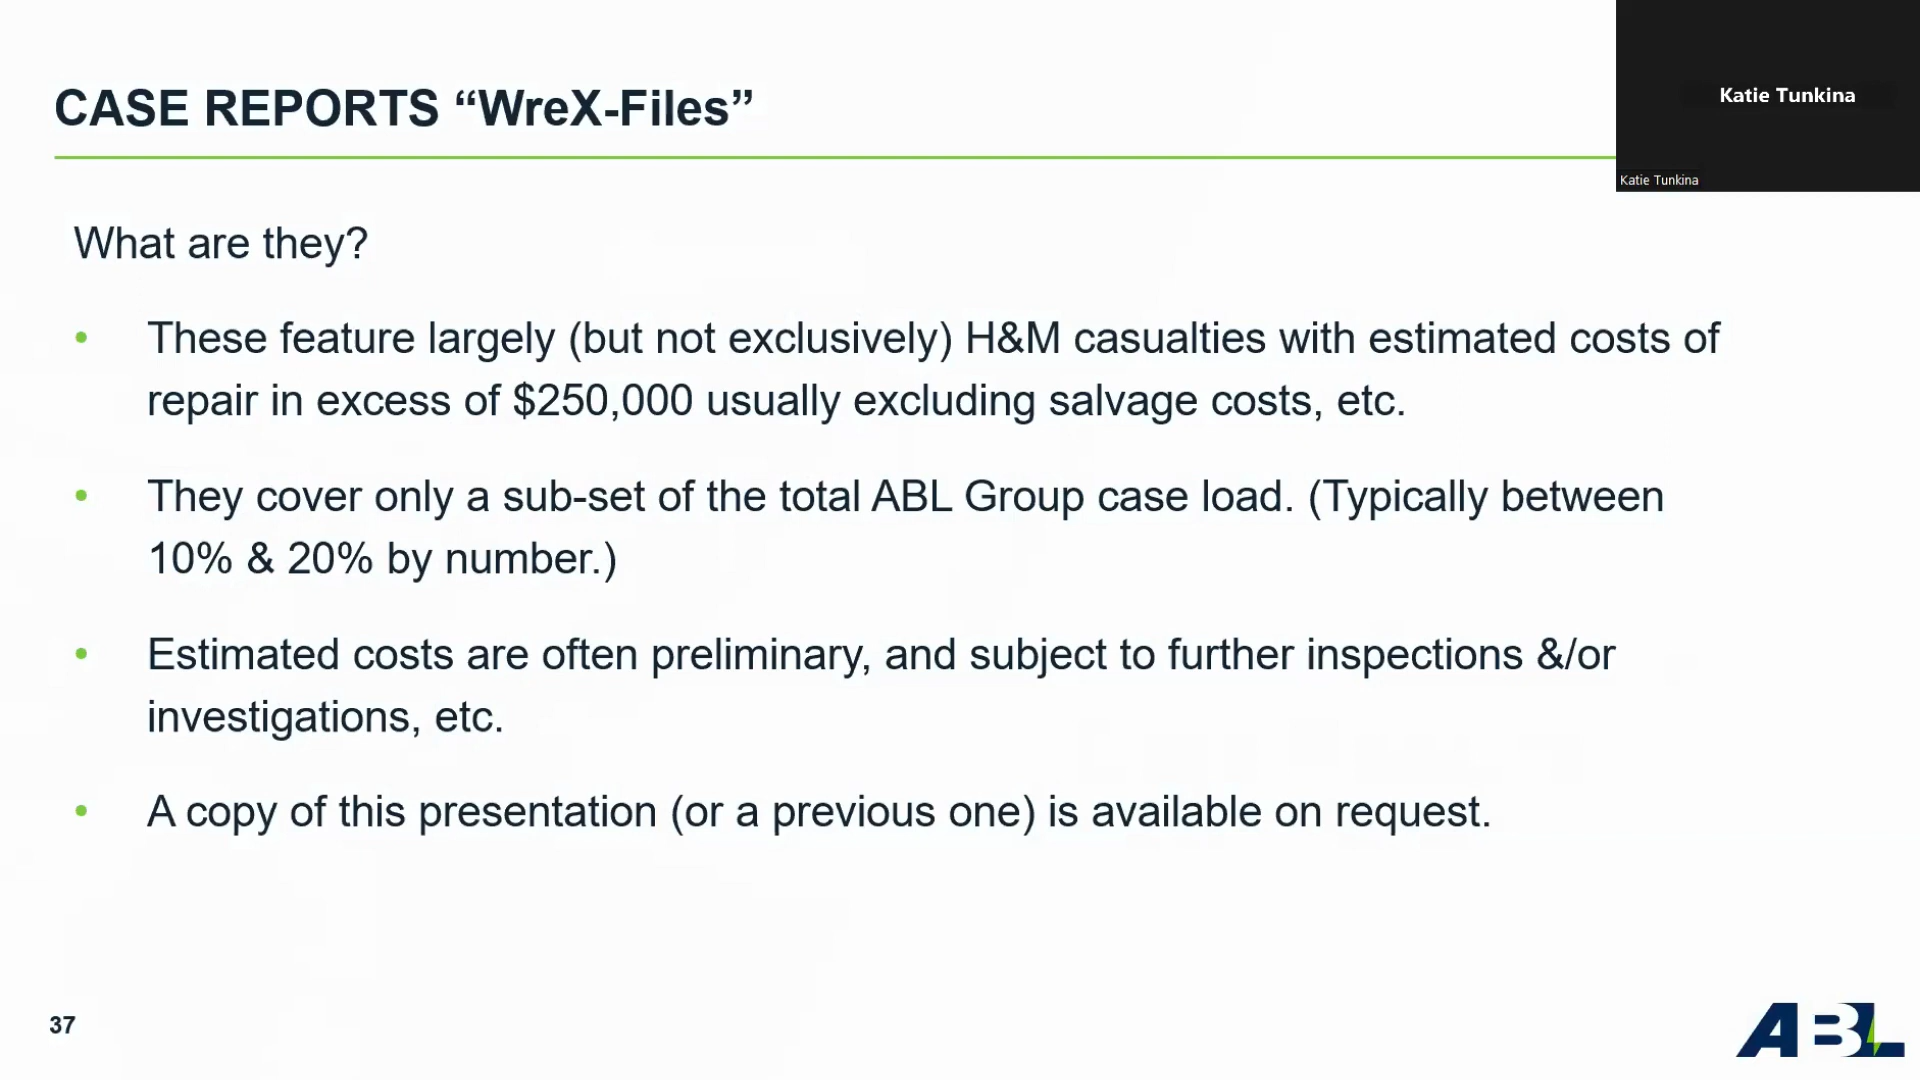 CASE REPORTS “WreX-Files”
Katie Tunkina
Katie Tunkina
What are they?
• These feature largely (but not exclusively) H&M casualties with estimated costs of
repair in excess of $250,000 usually excluding salvage costs, etc.
• They cover only a sub-set of the total ABL Group case load. (Typically between
10% & 20% by number.)
• Estimated costs are often preliminary, and subject to further inspections &/or
investigations, etc.
• A copy of this presentation (or a previous one) is available on request.
37
ABL